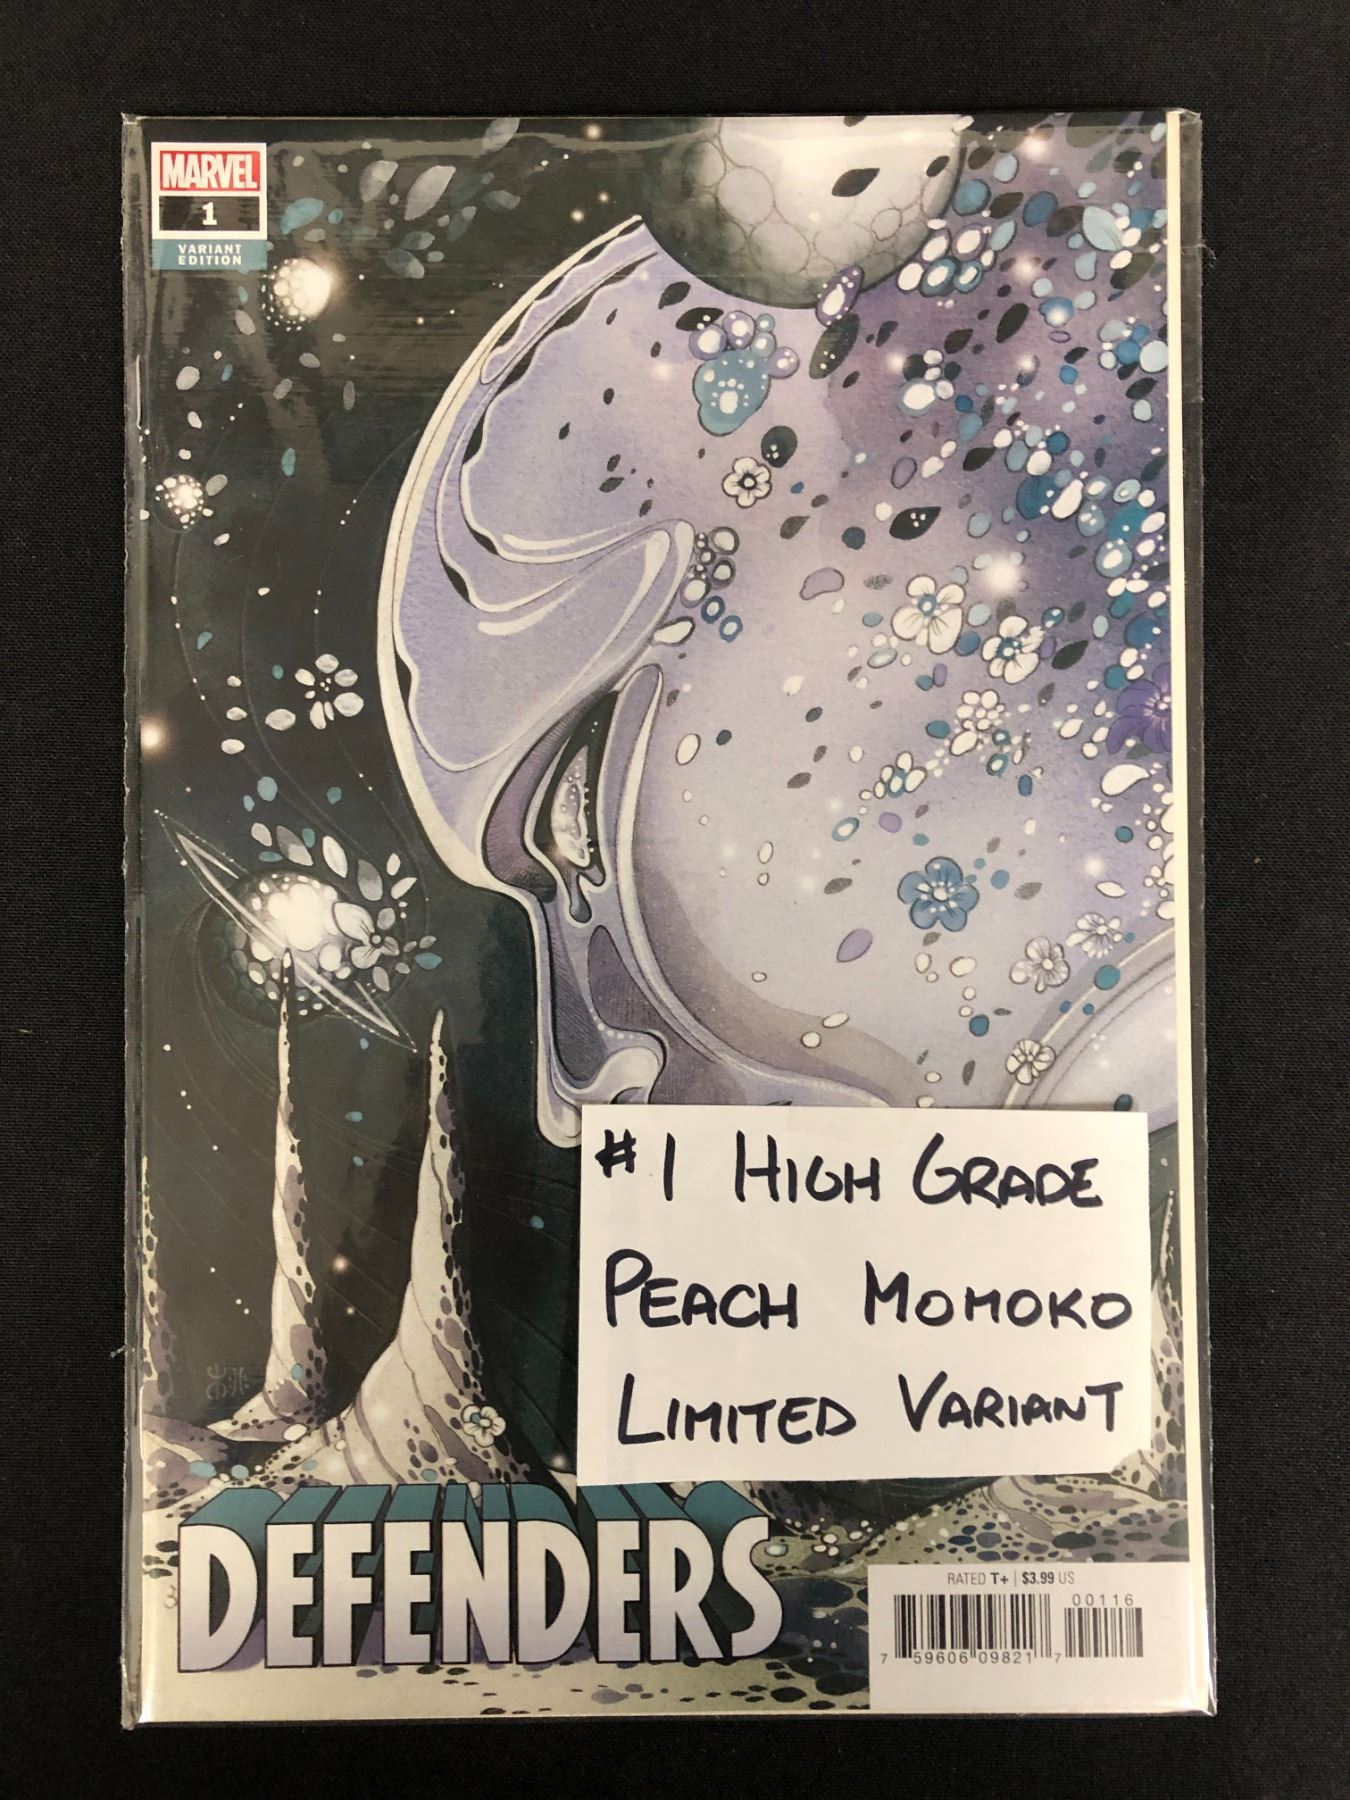 MARVEL
1
VARIANT
EDITION
#1 HIGH GRADE
PEACH MOMOKO
LIMITED VARIANT
DEFENDERS
RATED T+ | $3.99 US
00116
7 59606 09821 7